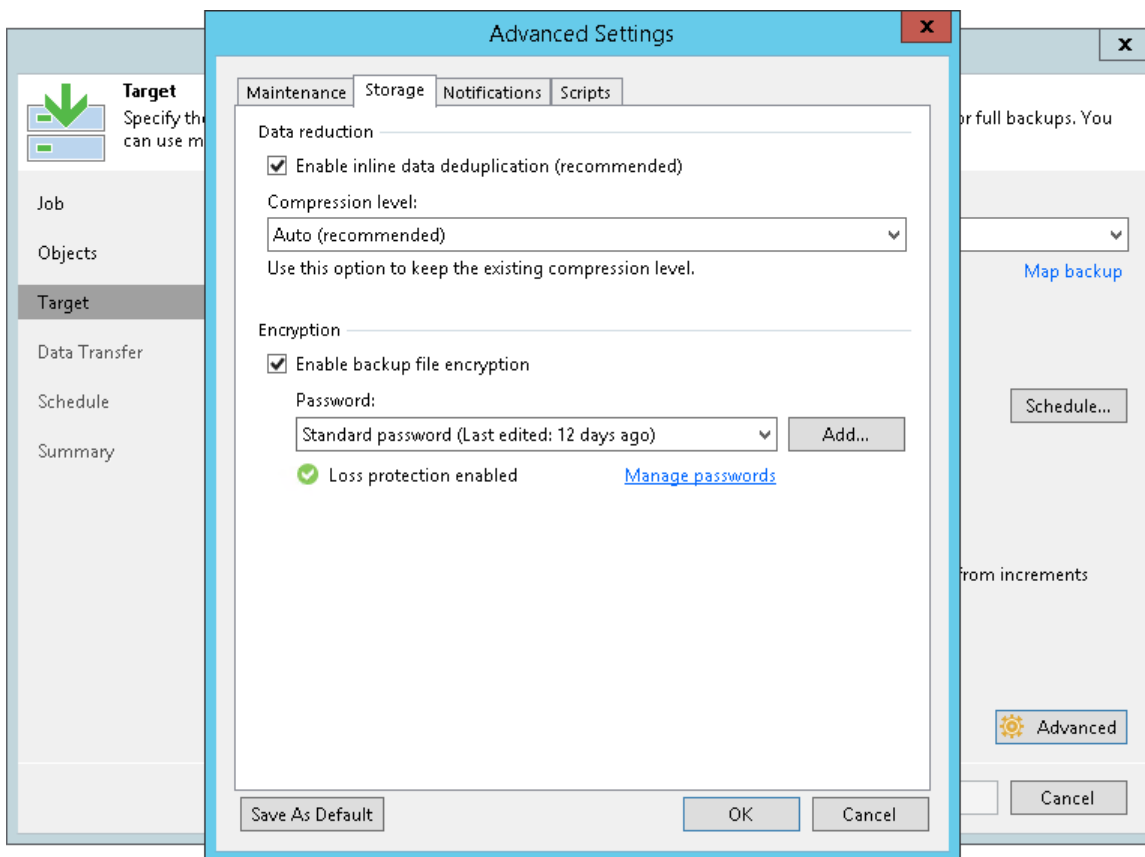 Advanced Settings
X
X
Target
Specify the
or full backups. You
can use m
Job
Objects
Target
Data Transfer
Schedule
Summary
Maintenance
Storage
Notifications
Scripts
Data reduction
Enable inline data deduplication (recommended)
Compression level:
Auto (recommended)
Use this option to keep the existing compression level.
Encryption
Enable backup file encryption
Password:
Standard password (Last edited: 12 days ago)
Add...
Loss protection enabled
Manage passwords
Map backup
Schedule...
from increments
Advanced
Save As Default
OK
Cancel
Cancel